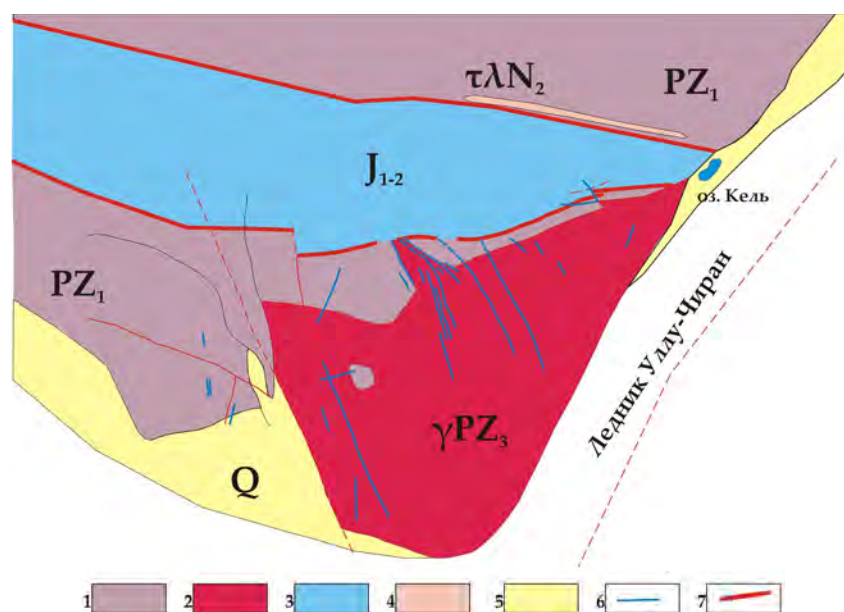 τλN₂
PZ₁
J₁₋₂
оз. Кель
PZ₁
Ледник Уллу-Чиран
γPZ₃
Q
1 2 3 4 5 6 7